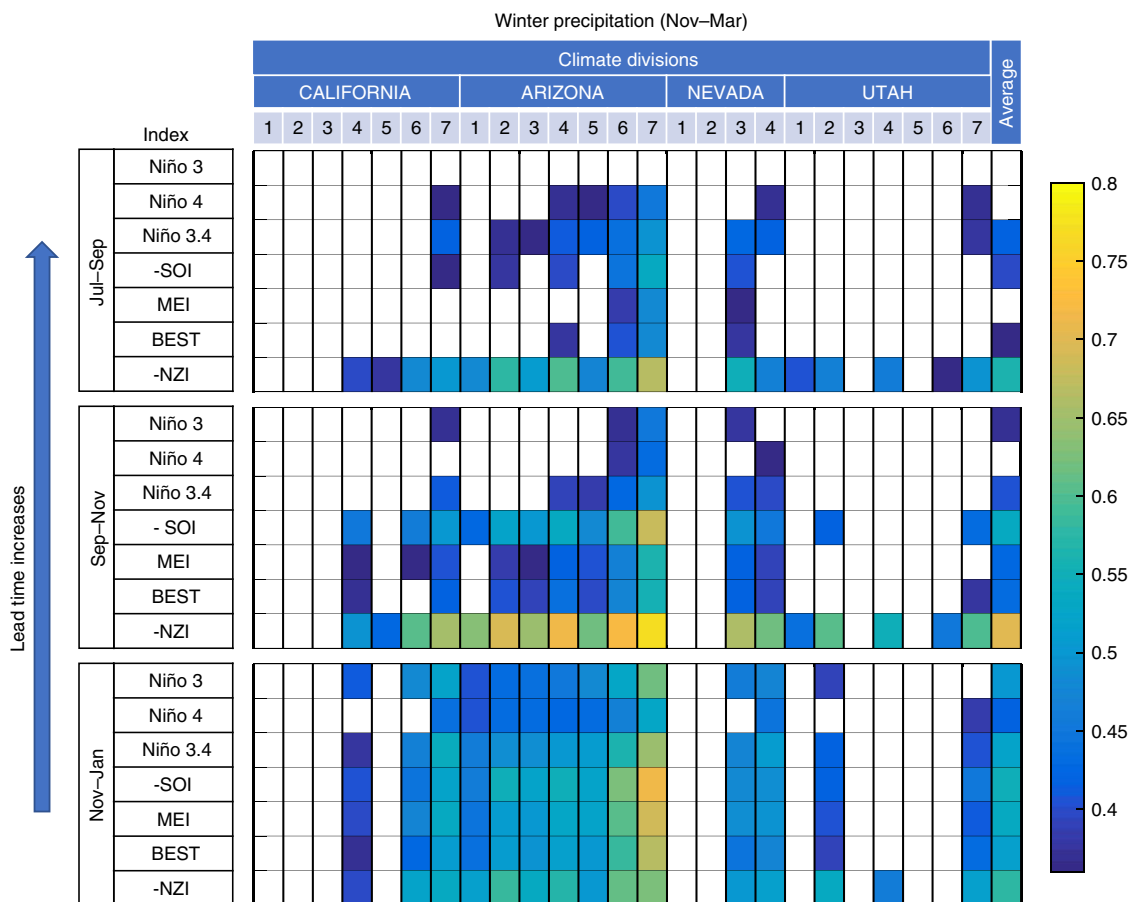 Winter precipitation (Nov–Mar)
Climate divisions
Average
CALIFORNIA ARIZONA NEVADA UTAH
Index
1 2 3 4 5 6 7 1 2 3 4 5 6 7 1 2 3 4 1 2 3 4 5 6 7
Lead time increases
Jul–Sep
Niño 3
Niño 4
Niño 3.4
-SOI
MEI
BEST
-NZI
Sep–Nov
Niño 3
Niño 4
Niño 3.4
- SOI
MEI
BEST
-NZI
Nov–Jan
Niño 3
Niño 4
Niño 3.4
-SOI
MEI
BEST
-NZI
0.8
0.75
0.7
0.65
0.6
0.55
0.5
0.45
0.4